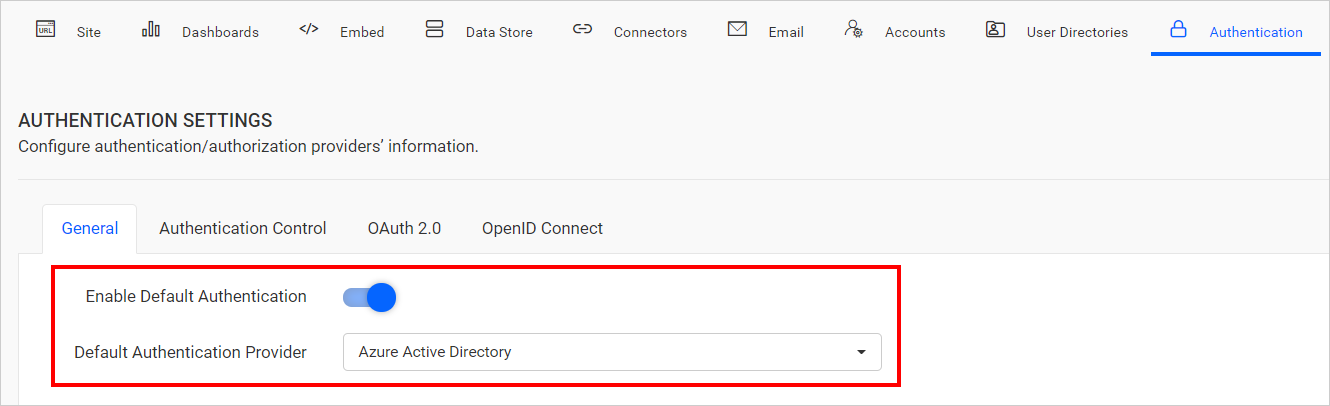 URL Site Dashboards </> Embed Data Store Connectors Email Accounts User Directories Authentication
AUTHENTICATION SETTINGS
Configure authentication/authorization providers’ information.
General Authentication Control OAuth 2.0 OpenID Connect
Enable Default Authentication
Default Authentication Provider Azure Active Directory